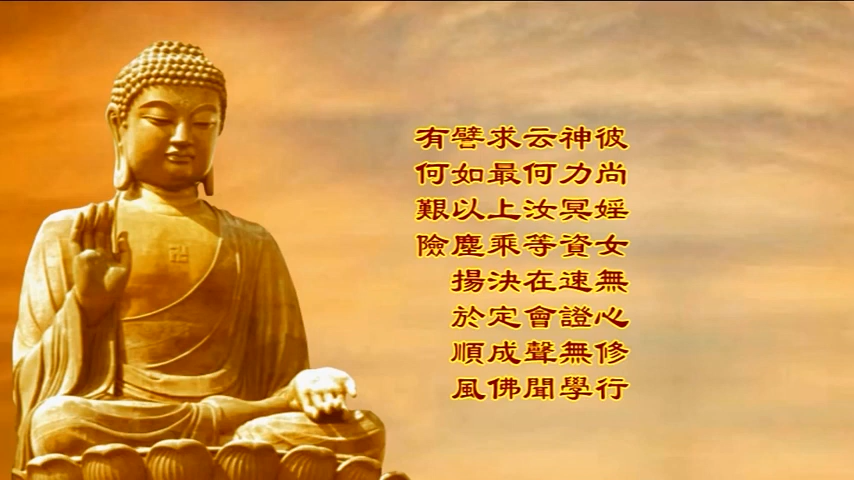 彼尚婬女無心修行
神力冥資速證無學
云何汝等在會聲聞
求最上乘決定成佛
譬如以塵揚於順風
有何艱險